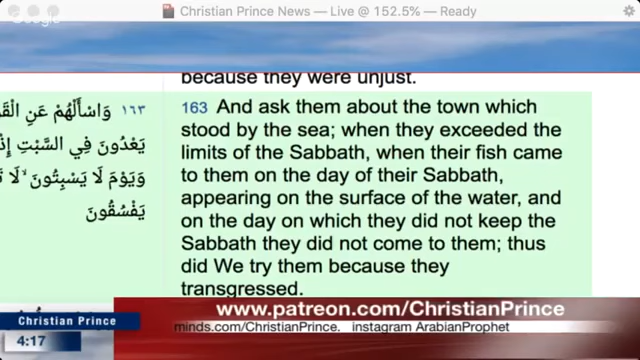 Christian Prince News — Live @ 152.5% — Ready
Google
because they were unjust.
١٦٣ وَاسْأَلْهُمْ عَنِ الْقَ
يَعْدُونَ فِي السَّبْتِ إِذْ
وَيَوْمَ لَا يَسْبِتُونَ ۙ لَا تَ
يَفْسُقُونَ
163 And ask them about the town which
stood by the sea; when they exceeded the
limits of the Sabbath, when their fish came
to them on the day of their Sabbath,
appearing on the surface of the water, and
on the day on which they did not keep the
Sabbath they did not come to them; thus
did We try them because they
transgressed.
www.patreon.com/ChristianPrince
Christian Prince
minds.com/ChristianPrince. instagram ArabianProphet
4:17